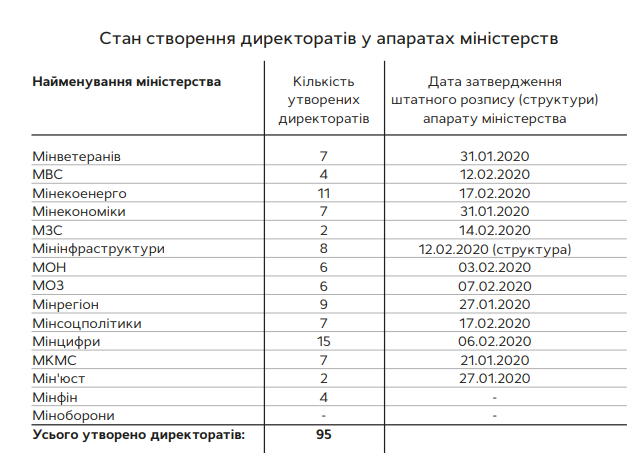 Стан створення директоратів у апаратах міністерств
Найменування міністерства
Кількість
утворених
директоратів
Дата затвердження
штатного розпису (структури)
апарату міністерства
Мінветеранів 7 31.01.2020
МВС 4 12.02.2020
Мінекоенерго 11 17.02.2020
Мінекономіки 7 31.01.2020
МЗС 2 14.02.2020
Мінінфраструктури 8 12.02.2020 (структура)
МОН 6 03.02.2020
МОЗ 6 07.02.2020
Мінрегіон 9 27.01.2020
Мінсоцполітики 7 17.02.2020
Мінцифри 15 06.02.2020
МКМС 7 21.01.2020
Мін'юст 2 27.01.2020
Мінфін 4 -
Міноборони - -
Усього утворено директоратів: 95